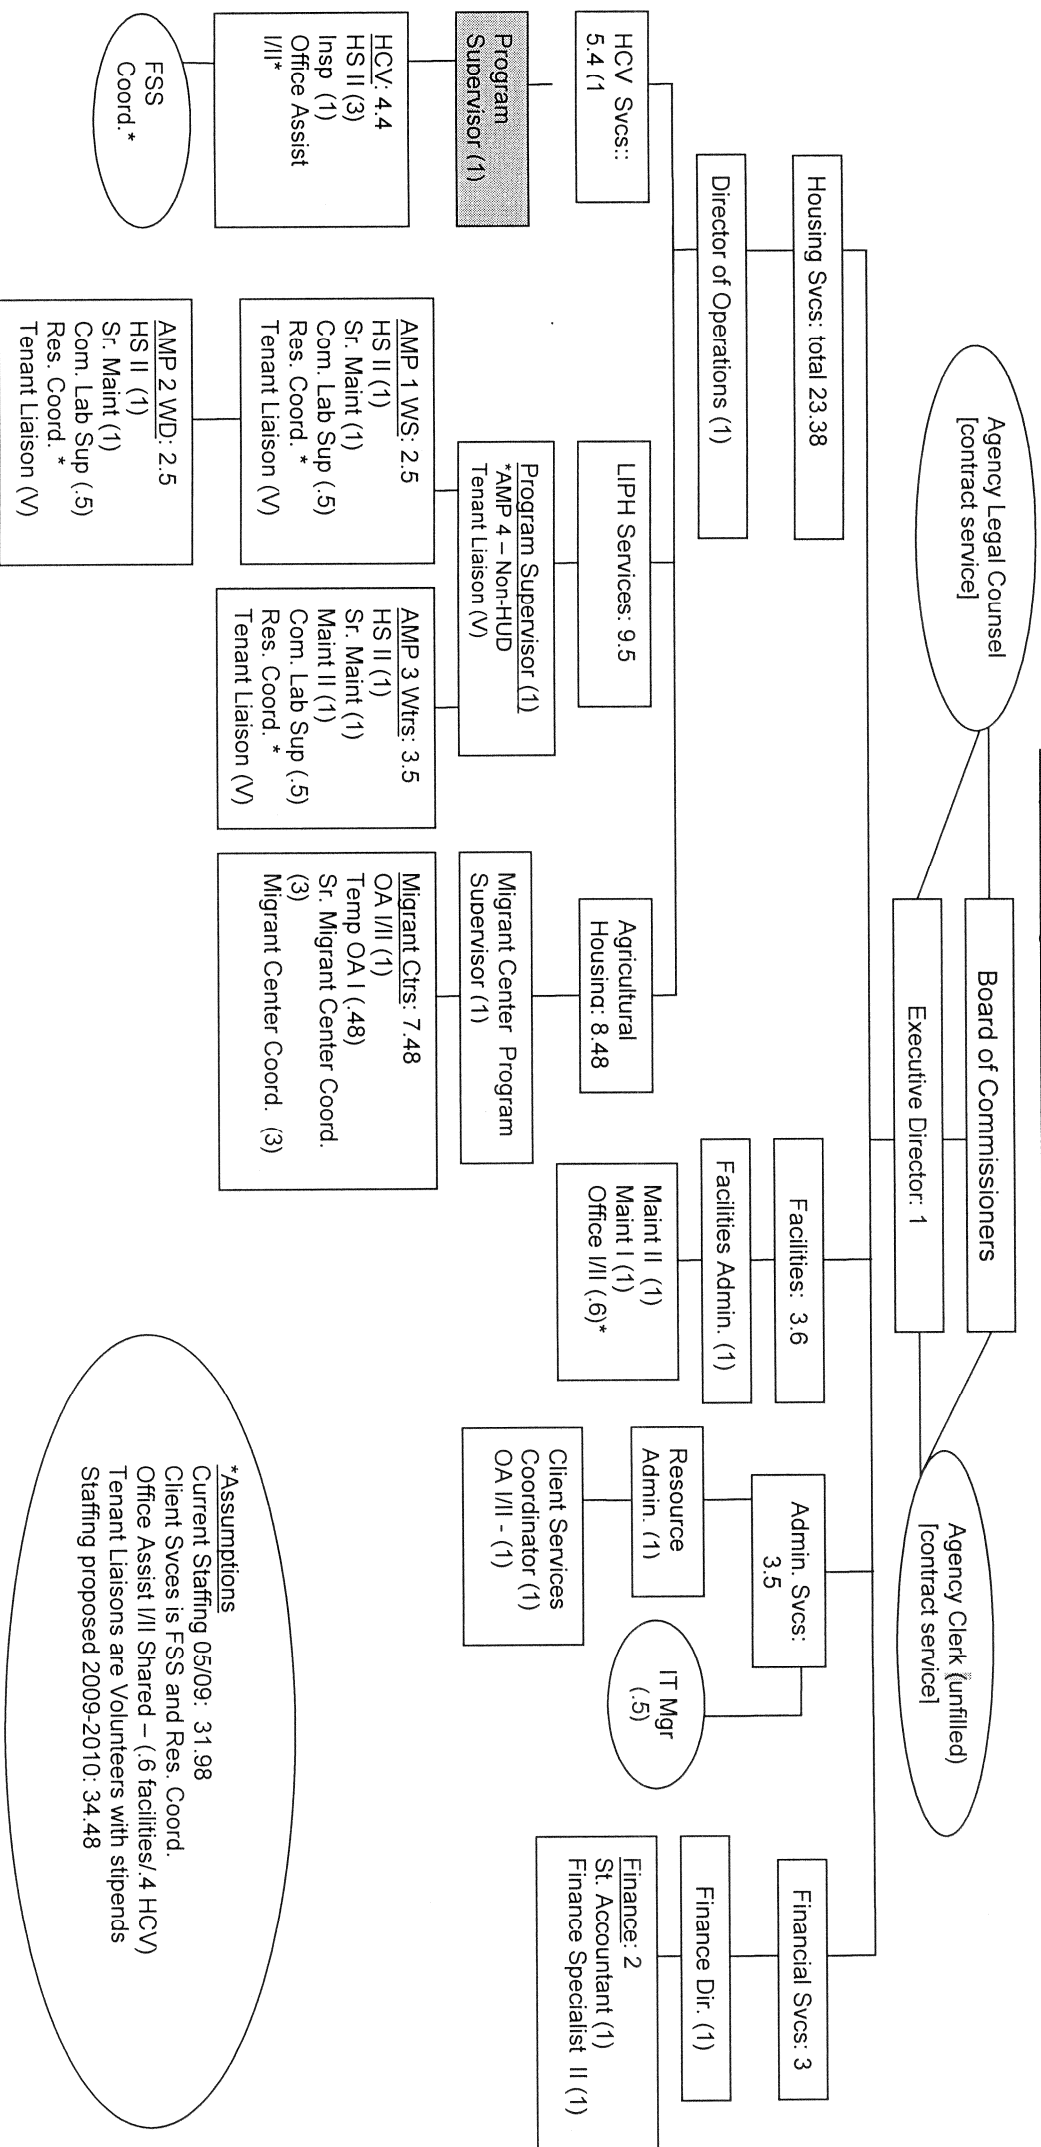 Agency Legal Counsel
[contract service]
Board of Commissioners
Executive Director: 1
Agency Clerk (unfilled)
[contract service]
Housing Svcs: total 23.38
Director of Operations (1)
Facilities: 3.6
Facilities Admin. (1)
Maint II (1)
Maint I (1)
Office I/II (.6)*
Admin. Svcs:
3.5
Resource
Admin. (1)
Client Services
Coordinator (1)
OA I/II - (1)
IT Mgr
(.5)
Financial Svcs: 3
Finance Dir. (1)
Finance: 2
St. Accountant (1)
Finance Specialist II (1)
HCV Svcs::
5.4 (1
Program
Supervisor (1)
HCV: 4.4
HS II (3)
Insp (1)
Office Assist
I/II*
FSS
Coord.*
LIPH Services: 9.5
Program Supervisor (1)
*AMP 4 – Non-HUD
Tenant Liaison (V)
AMP 1 WS: 2.5
HS II (1)
Sr. Maint (1)
Com. Lab Sup (.5)
Res. Coord. *
Tenant Liaison (V)
AMP 2 WD: 2.5
HS II (1)
Sr. Maint (1)
Com. Lab Sup (.5)
Res. Coord. *
Tenant Liaison (V)
AMP 3 Wtrs: 3.5
HS II (1)
Sr. Maint (1)
Maint II (1)
Com. Lab Sup (.5)
Res. Coord. *
Tenant Liaison (V)
Agricultural
Housing: 8.48
Migrant Center Program
Supervisor (1)
Migrant Ctrs: 7.48
OA I/II (1)
Temp OA I (.48)
Sr. Migrant Center Coord.
(3)
Migrant Center Coord. (3)
*Assumptions
Current Staffing 05/09: 31.98
Client Svces is FSS and Res. Coord.
Office Assist I/II Shared – (.6 facilities/.4 HCV)
Tenant Liaisons are Volunteers with stipends
Staffing proposed 2009-2010: 34.48